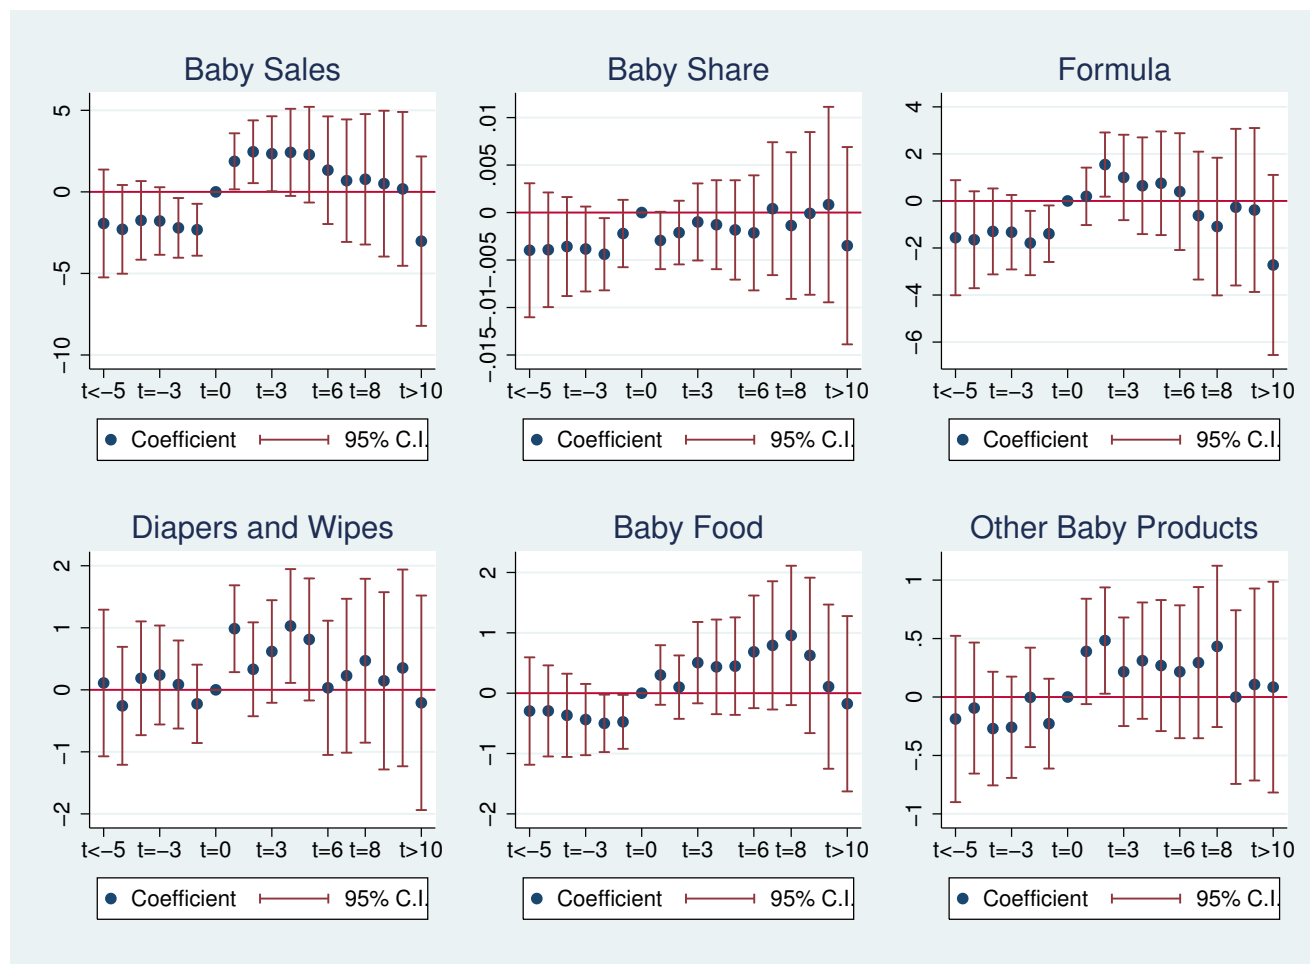 Baby Sales
5
0
−5
−10
t<−5 t=−3 t=0 t=3 t=6 t=8 t>10
Coefficient 95% C.I.
Baby Share
.01
.005
0
−.005
−.01
−.015
t<−5 t=−3 t=0 t=3 t=6 t=8 t>10
Coefficient 95% C.I.
Formula
4
2
0
−2
−4
−6
t<−5 t=−3 t=0 t=3 t=6 t=8 t>10
Coefficient 95% C.I.
Diapers and Wipes
2
1
0
−1
−2
t<−5 t=−3 t=0 t=3 t=6 t=8 t>10
Coefficient 95% C.I.
Baby Food
2
1
0
−1
−2
t<−5 t=−3 t=0 t=3 t=6 t=8 t>10
Coefficient 95% C.I.
Other Baby Products
1
.5
0
−.5
−1
t<−5 t=−3 t=0 t=3 t=6 t=8 t>10
Coefficient 95% C.I.